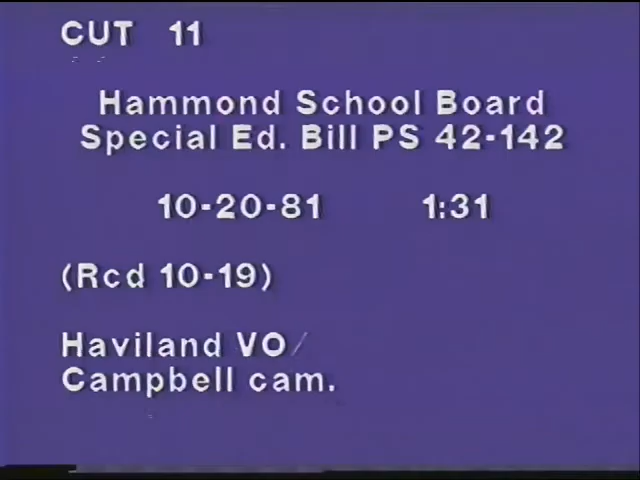 CUT 11
Hammond School Board
Special Ed. Bill PS 42-142
10-20-81 1:31
(Rcd 10-19)
Haviland VO/
Campbell cam.